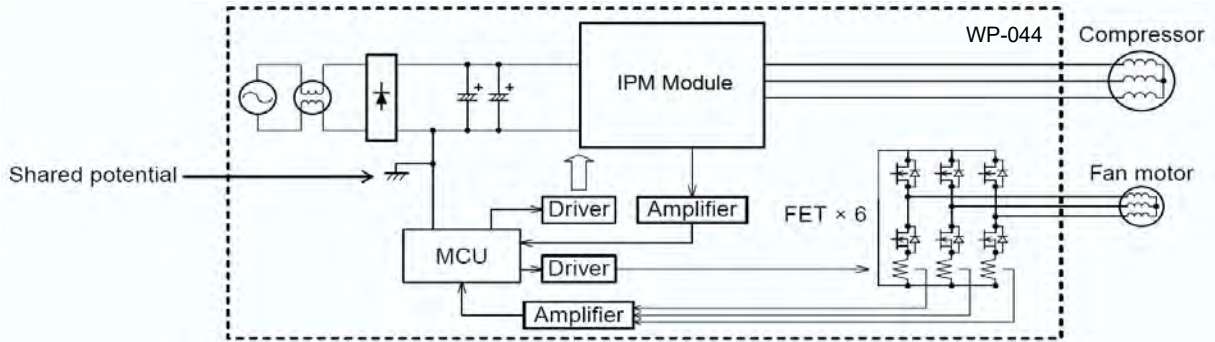 WP-044
Compressor
IPM Module
Shared potential
Fan motor
Driver
Amplifier
FET × 6
MCU
Driver
Amplifier
+
+